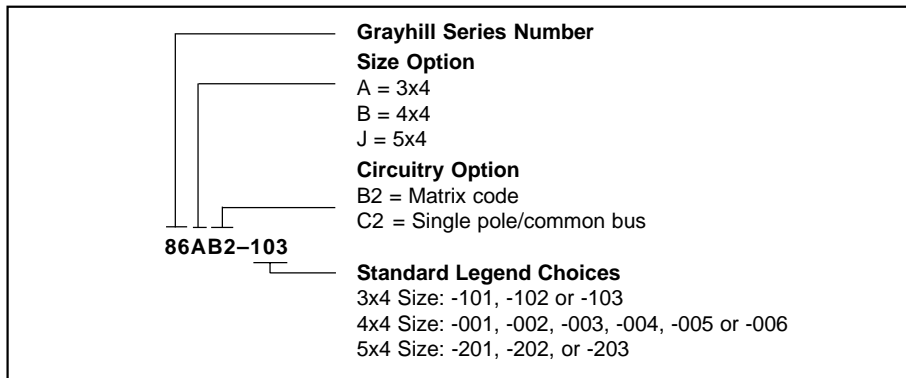 Grayhill Series Number
Size Option
A = 3x4
B = 4x4
J = 5x4
Circuitry Option
B2 = Matrix code
C2 = Single pole/common bus
86AB2–103
Standard Legend Choices
3x4 Size: -101, -102 or -103
4x4 Size: -001, -002, -003, -004, -005 or -006
5x4 Size: -201, -202, or -203